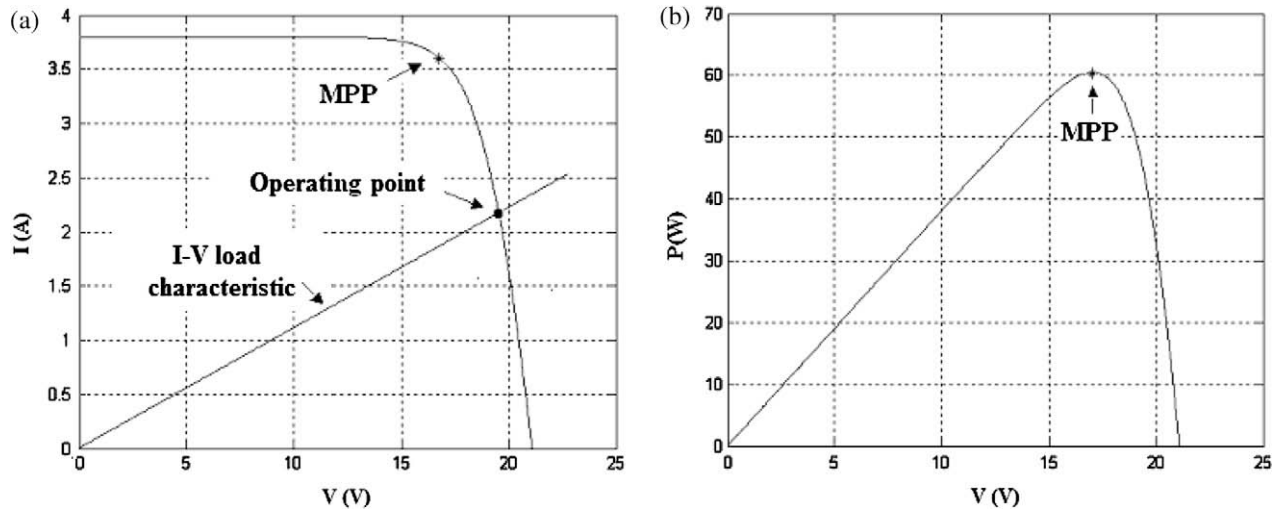 (a)
4
3.5
3
2.5
2
1.5
1
0.5
0
I (A)
MPP
Operating point
I-V load
characteristic
0 5 10 15 20 25
V (V)
(b)
70
60
50
40
30
20
10
0
P(W)
MPP
0 5 10 15 20 25
V (V)